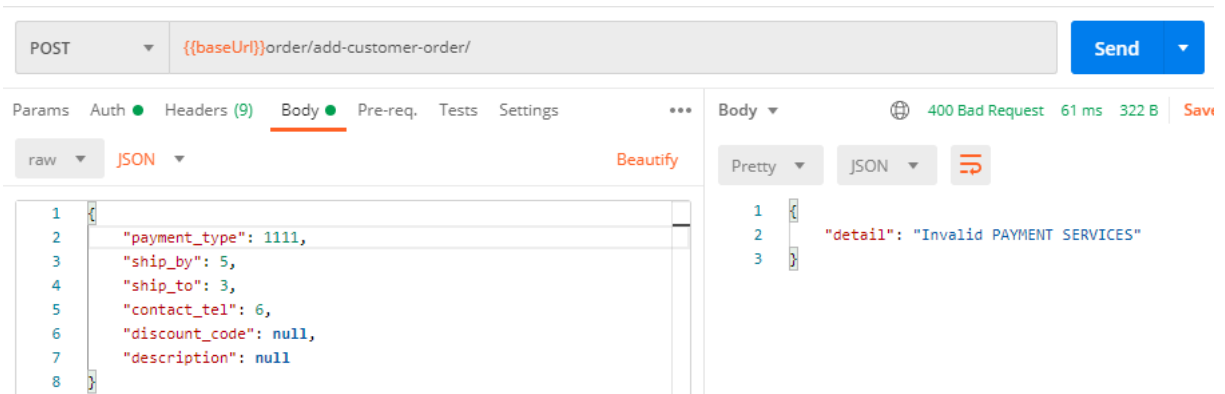 POST {{baseUrl}}order/add-customer-order/ Send
Params Auth Headers (9) Body Pre-req. Tests Settings
raw JSON Beautify
1 {
2 "payment_type": 1111,
3 "ship_by": 5,
4 "ship_to": 3,
5 "contact_tel": 6,
6 "discount_code": null,
7 "description": null
8 }
Body 400 Bad Request 61 ms 322 B Save
Pretty JSON
1 {
2 "detail": "Invalid PAYMENT SERVICES"
3 }